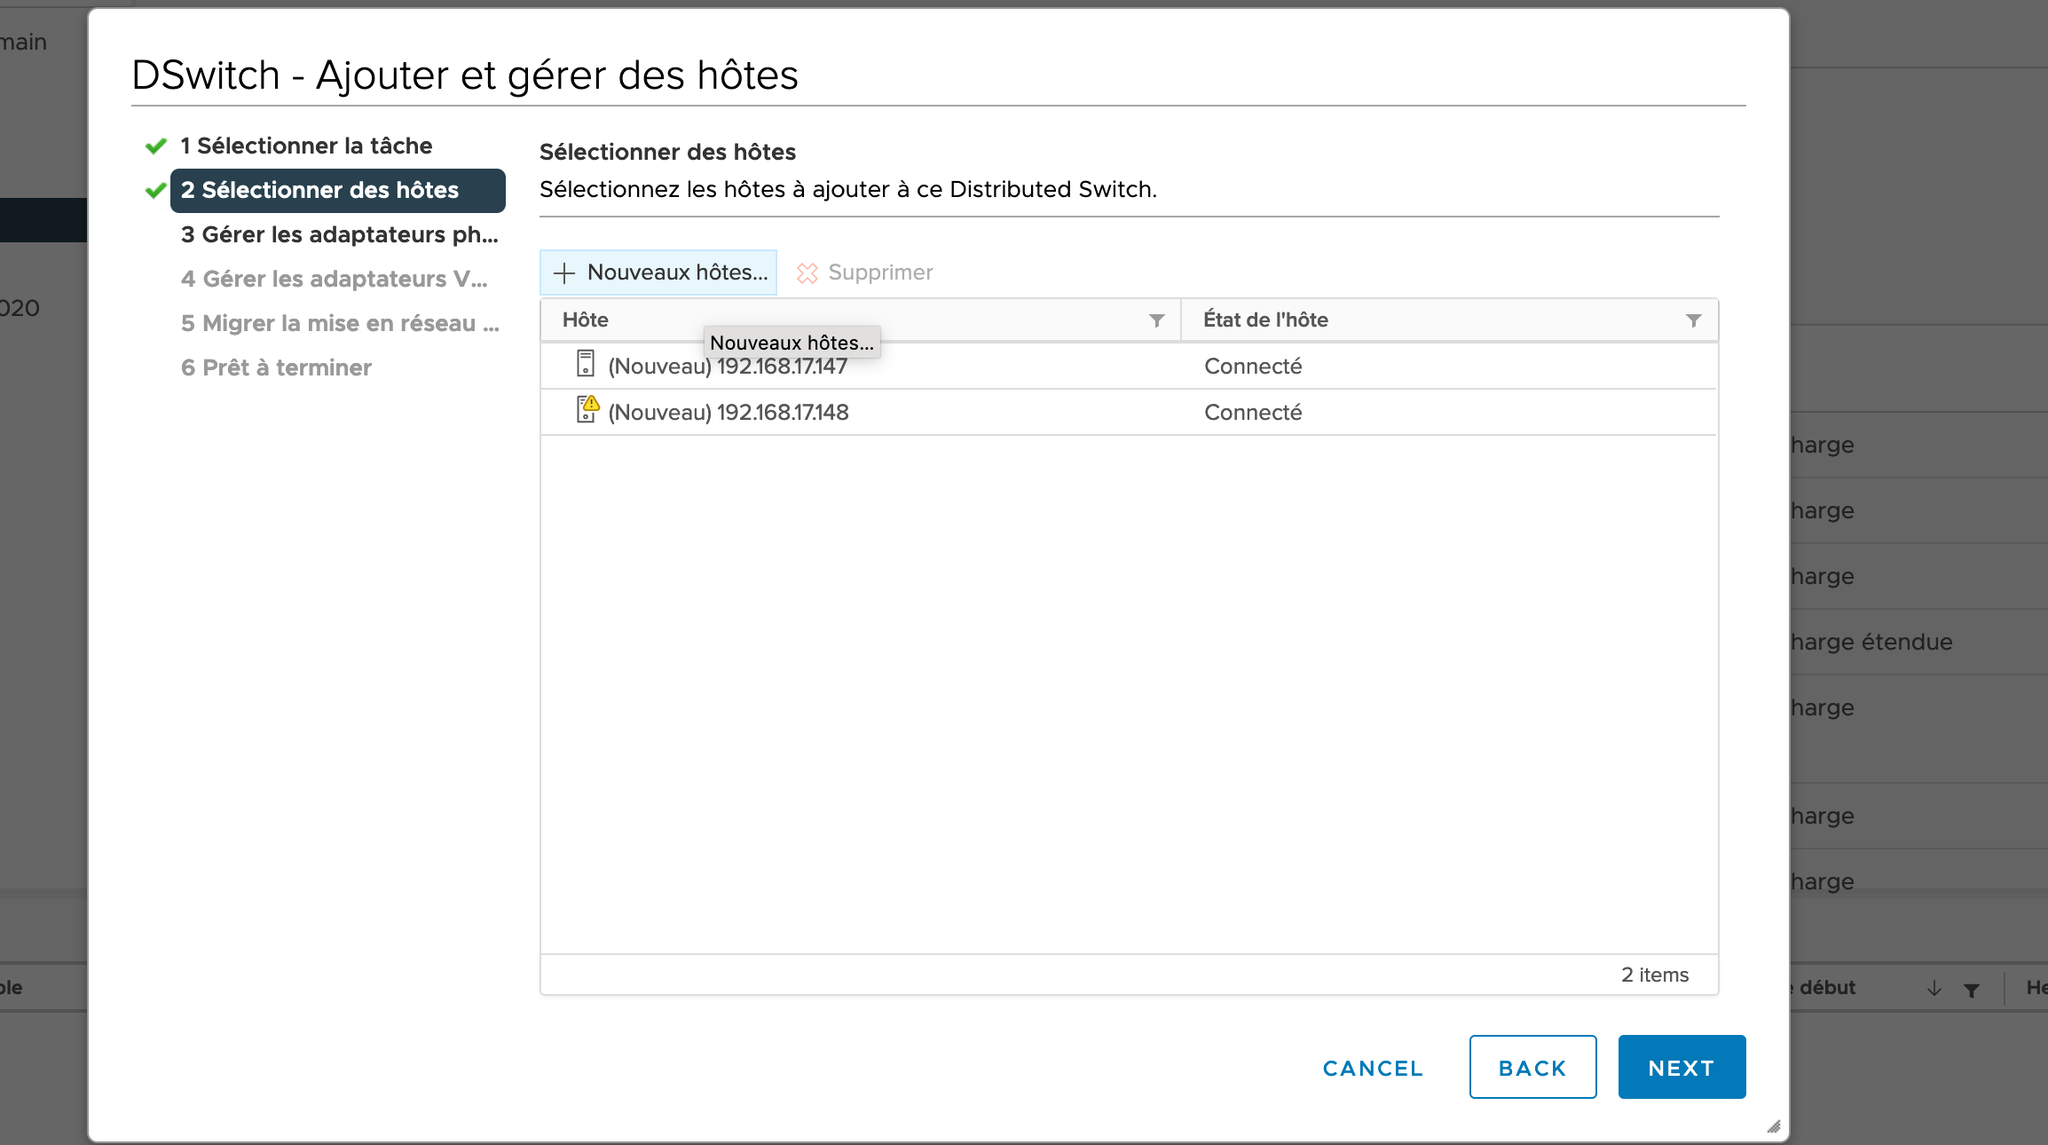 main
DSwitch - Ajouter et gérer des hôtes
1 Sélectionner la tâche
2 Sélectionner des hôtes
3 Gérer les adaptateurs ph...
4 Gérer les adaptateurs V...
5 Migrer la mise en réseau ...
6 Prêt à terminer
020
Sélectionner des hôtes
Sélectionnez les hôtes à ajouter à ce Distributed Switch.
Nouveaux hôtes... Supprimer
Hôte État de l'hôte
Nouveaux hôtes...
(Nouveau) 192.168.17.147 Connecté
(Nouveau) 192.168.17.148 Connecté
2 items
CANCEL BACK NEXT
harge
harge
harge
harge étendue
harge
harge
harge
ble
début He